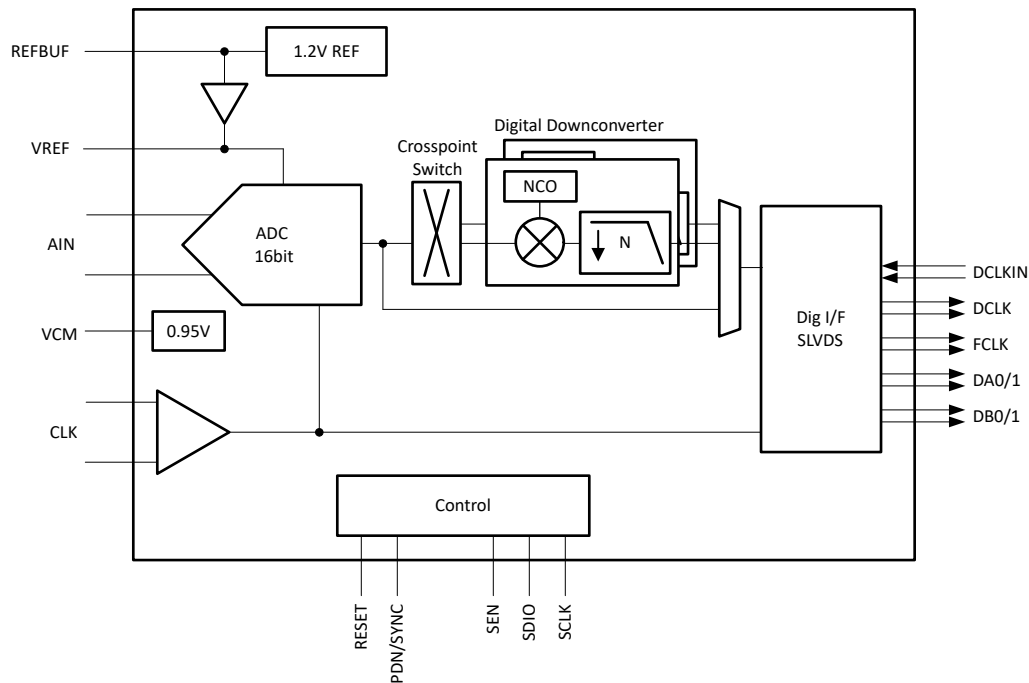 REFBUF
1.2V REF
VREF
Digital Downconverter
Crosspoint
Switch
NCO
N
AIN
ADC
16bit
VCM
0.95V
CLK
Dig I/F
SLVDS
DCLKIN
DCLK
FCLK
DA0/1
DB0/1
Control
RESET
PDN/SYNC
SEN
SDIO
SCLK